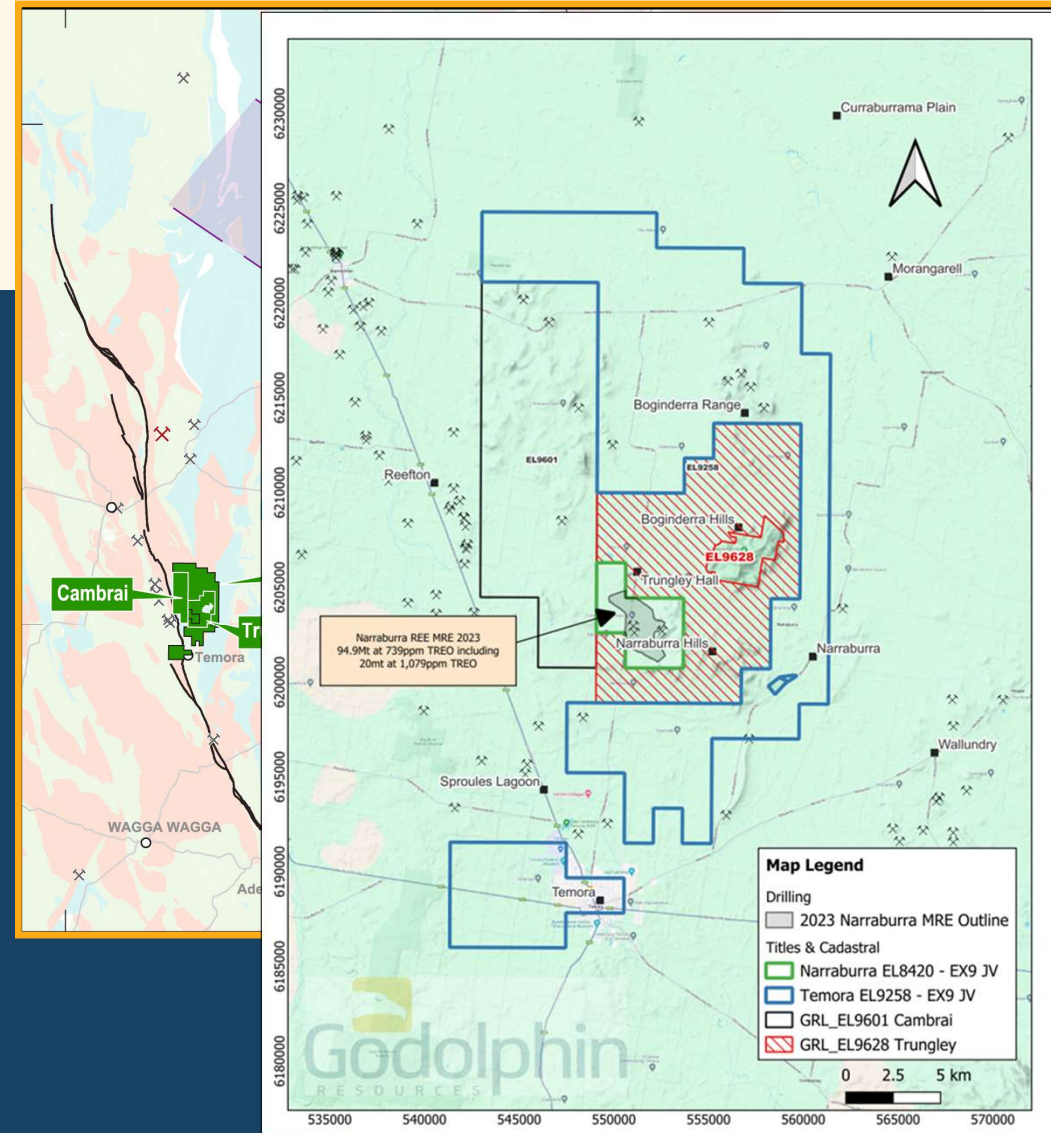 Cambrai
Tr
Temora
WAGGA WAGGA
Ade
6230000
6225000
6220000
6215000
6210000
6205000
6200000
6195000
6190000
6185000
6180000
Curraburrama Plain
Morangarell
Boginderra Range
EL9601
EL9258
Reefton
Boginderra Hills
EL9628
Trungley Hall
Narraburra REE MRE 2023
94.9Mt at 739ppm TREO including
20mt at 1,079ppm TREO
Narraburra Hills
Narraburra
Wallundry
Sproules Lagoon
Temora
Map Legend
Drilling
2023 Narraburra MRE Outline
Titles & Cadastral
Narraburra EL8420 - EX9 JV
Temora EL9258 - EX9 JV
GRL_EL9601 Cambrai
GRL_EL9628 Trungley
0 2.5 5 km
Godolphin
RESOURCES
535000 540000 545000 550000 555000 560000 565000 570000